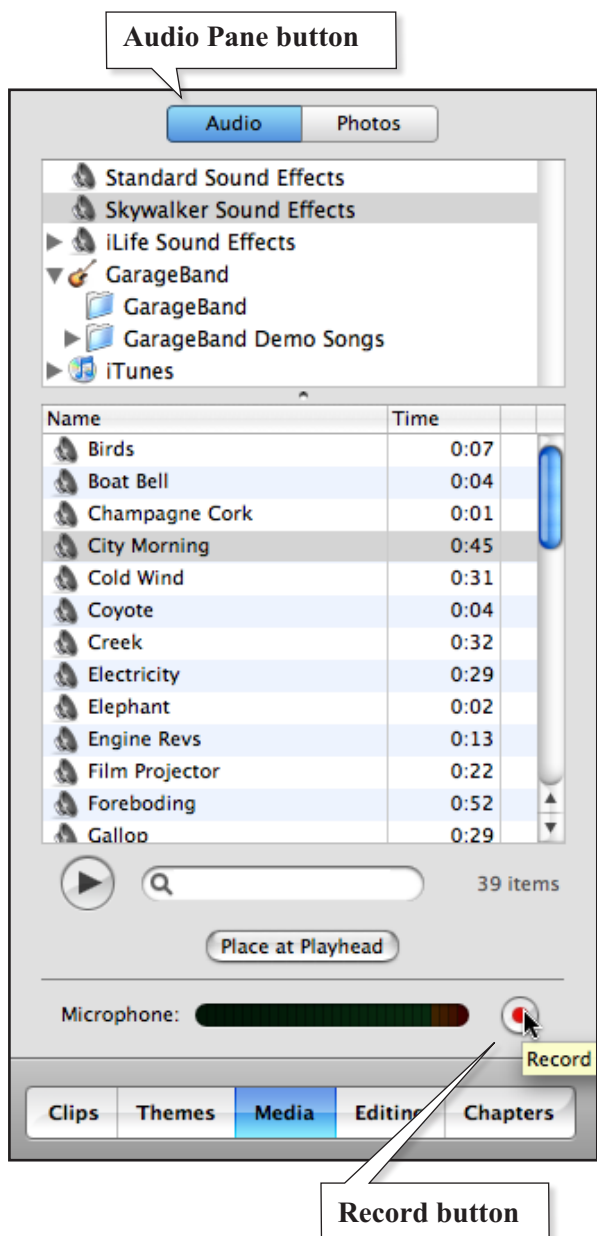 Audio Pane button
Audio Photos
Standard Sound Effects
Skywalker Sound Effects
iLife Sound Effects
GarageBand
GarageBand
GarageBand Demo Songs
iTunes
Name Time
Birds 0:07
Boat Bell 0:04
Champagne Cork 0:01
City Morning 0:45
Cold Wind 0:31
Coyote 0:04
Creek 0:32
Electricity 0:29
Elephant 0:02
Engine Revs 0:13
Film Projector 0:22
Foreboding 0:52
Gallop 0:29
39 items
Place at Playhead
Microphone:
Record
Clips Themes Media Editing Chapters
Record button